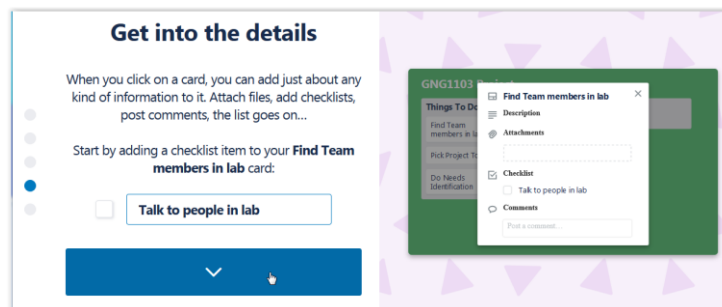 Get into the details
When you click on a card, you can add just about any
kind of information to it. Attach files, add checklists,
post comments, the list goes on...
Start by adding a checklist item to your Find Team
members in lab card:
Talk to people in lab
GNG1103 Project
Things To Do
Find Team
members in la
Pick Project To
Do Needs
Identification
Find Team members in lab
Description
Attachments
Checklist
Talk to people in lab
Comments
Post a comment...